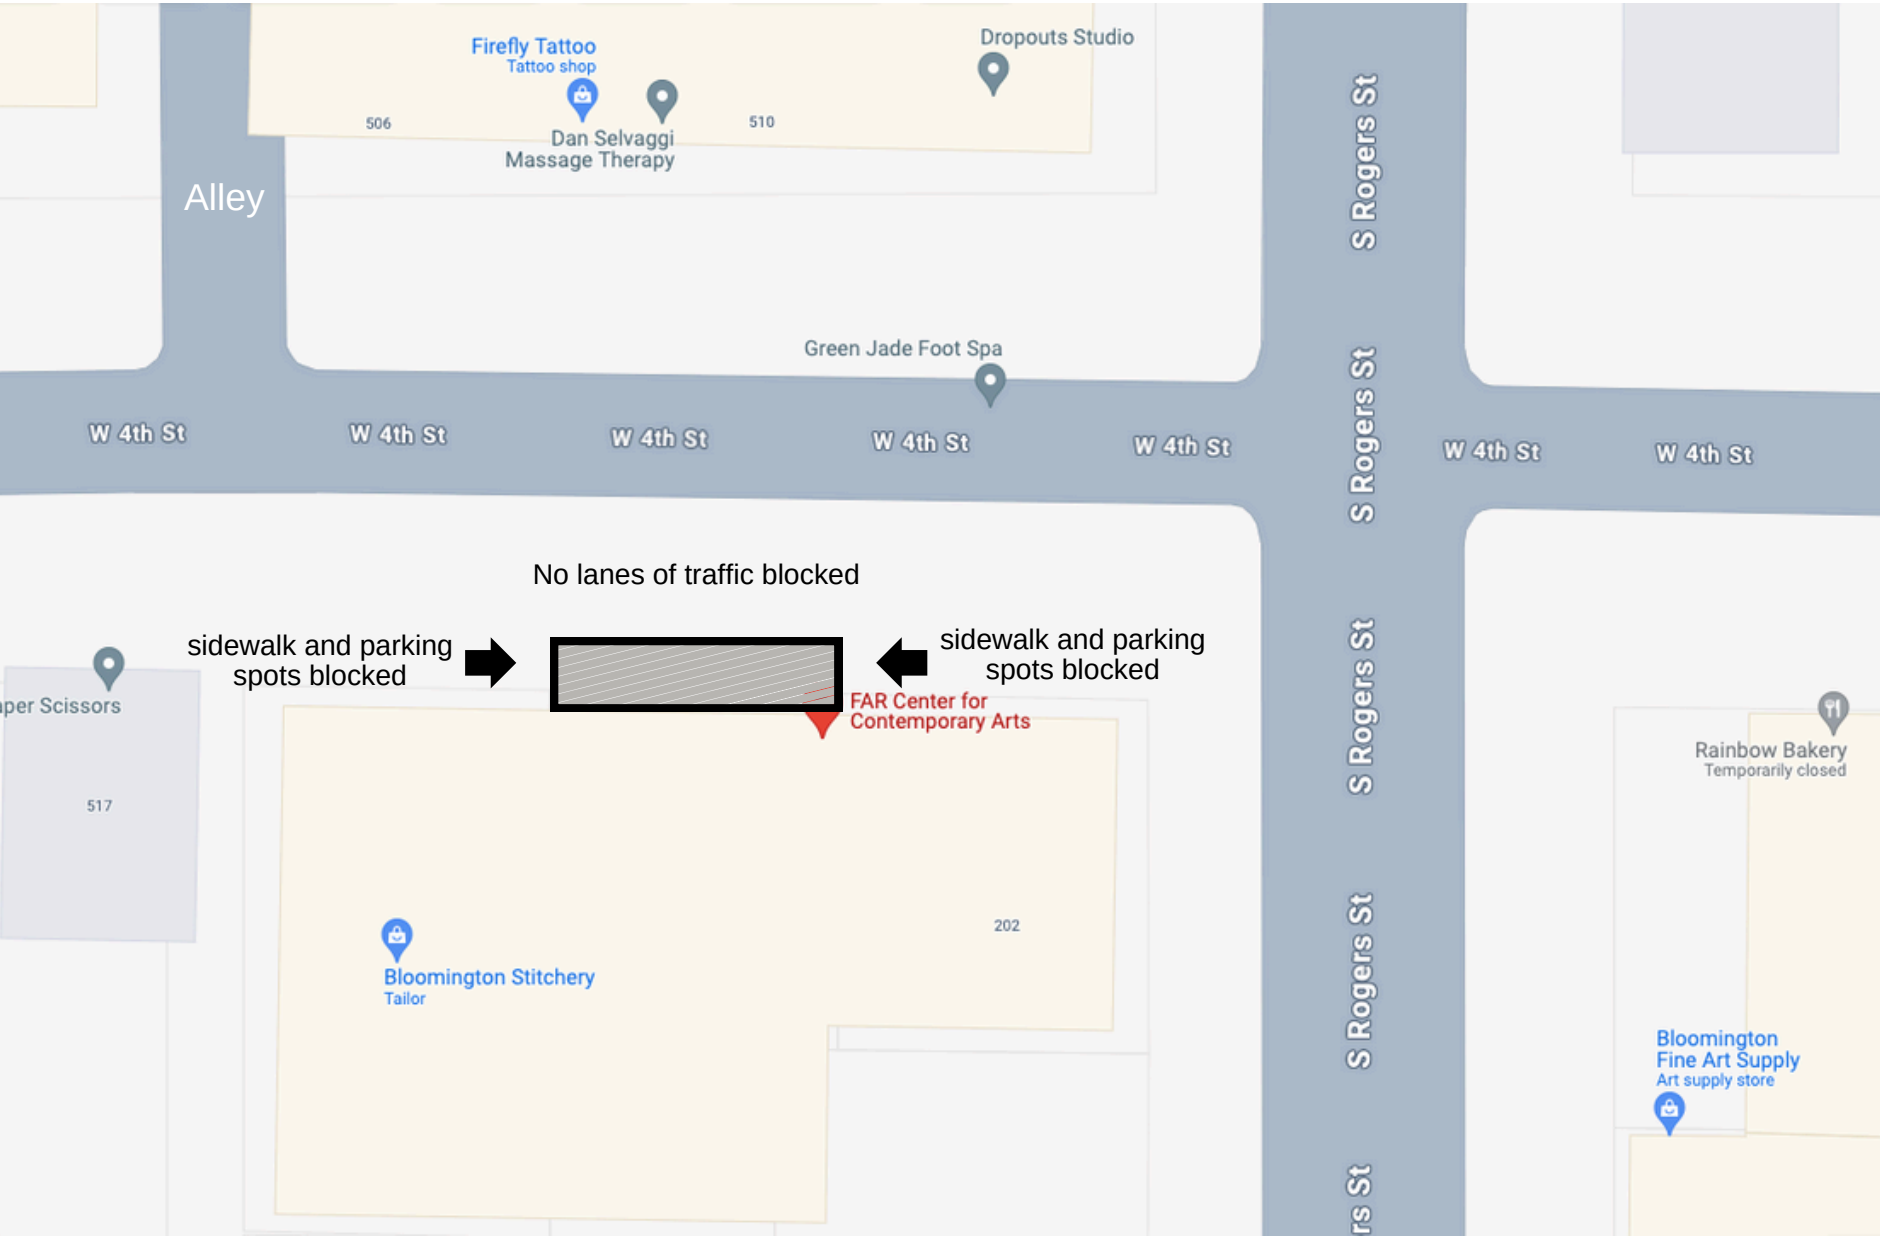 Dropouts Studio
Firefly Tattoo
Tattoo shop
506
510
Dan Selvaggi
Massage Therapy
S Rogers St
Alley
Green Jade Foot Spa
W 4th St
W 4th St
W 4th St
W 4th St
W 4th St
S Rogers St
W 4th St
W 4th St
No lanes of traffic blocked
sidewalk and parking
spots blocked
sidewalk and parking
spots blocked
S Rogers St
aper Scissors
FAR Center for
Contemporary Arts
Rainbow Bakery
Temporarily closed
517
202
S Rogers St
Bloomington Stitchery
Tailor
Bloomington
Fine Art Supply
Art supply store
rs St